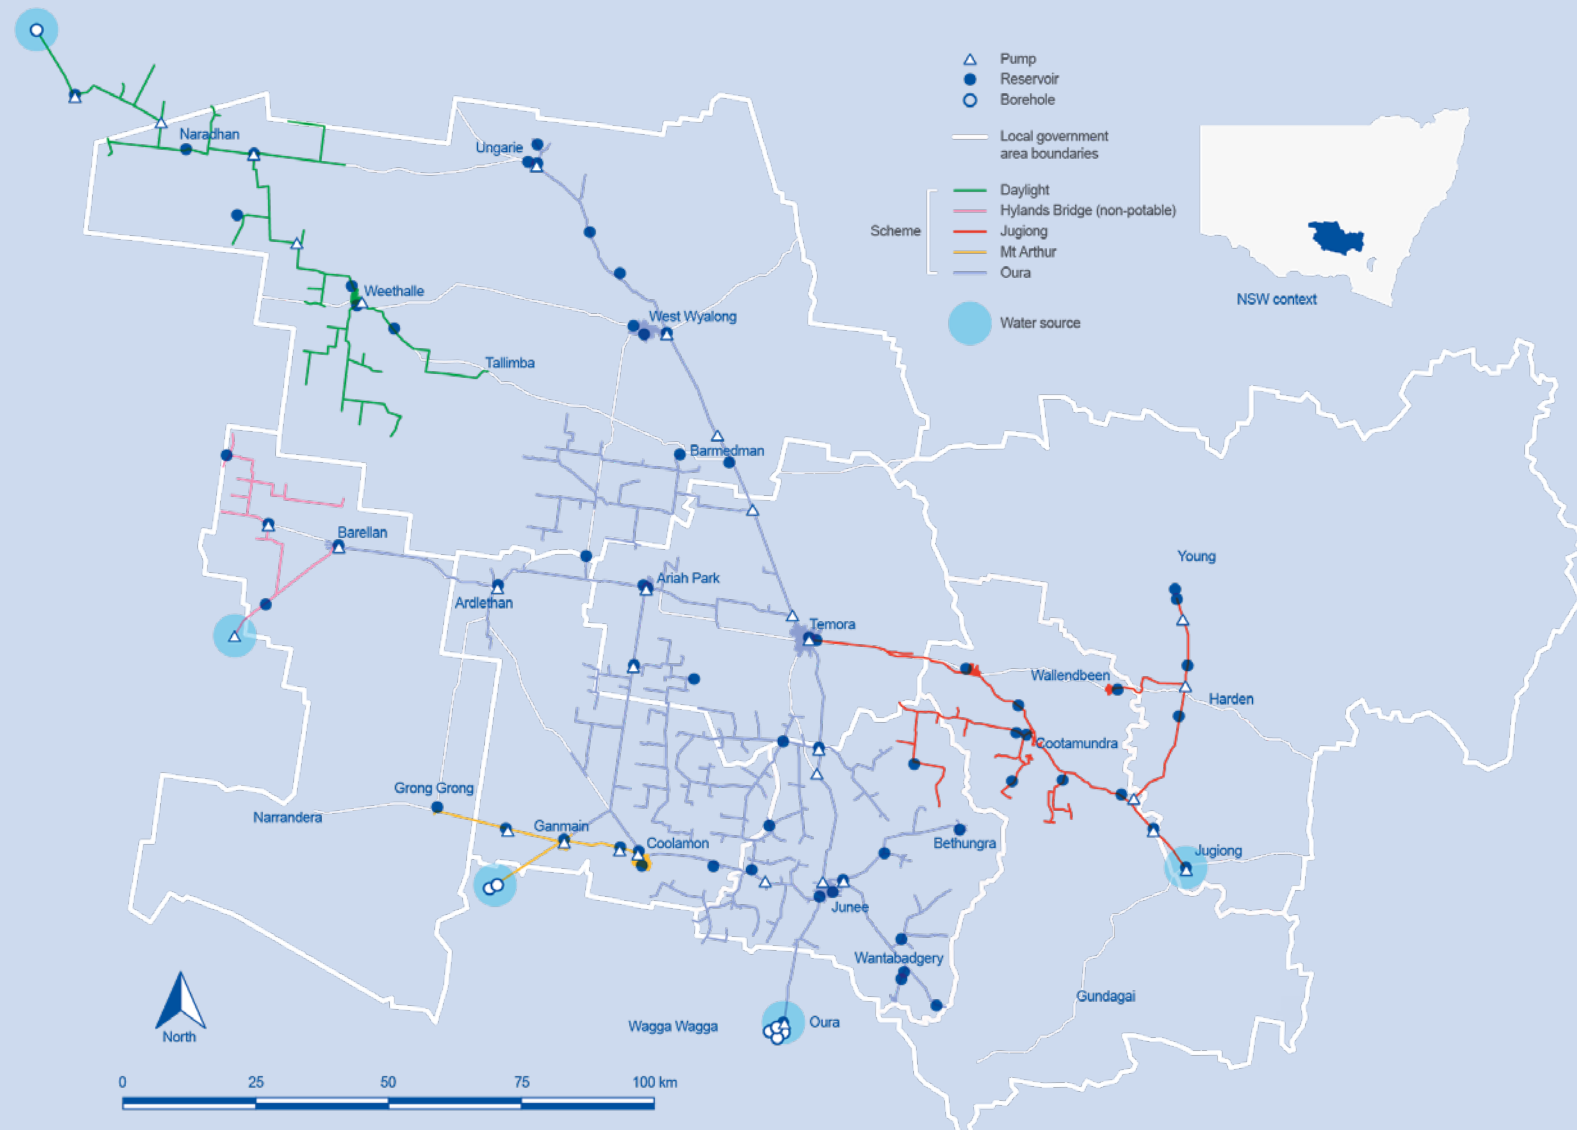 Pump
Reservoir
Borehole
Local government
area boundaries
Scheme
Daylight
Hylands Bridge (non-potable)
Jugiong
Mt Arthur
Oura
Water source
NSW context
Naradhan
Ungarie
Weethalle
West Wyalong
Tallimba
Barmedman
Barellan
Young
Ariah Park
Ardlethan
Temora
Wallendbeen
Harden
Cootamundra
Grong Grong
Narrandera
Ganmain
Coolamon
Bethungra
Jugiong
Junee
Wantabadgery
Gundagai
Wagga Wagga
Oura
North
0 25 50 75 100 km